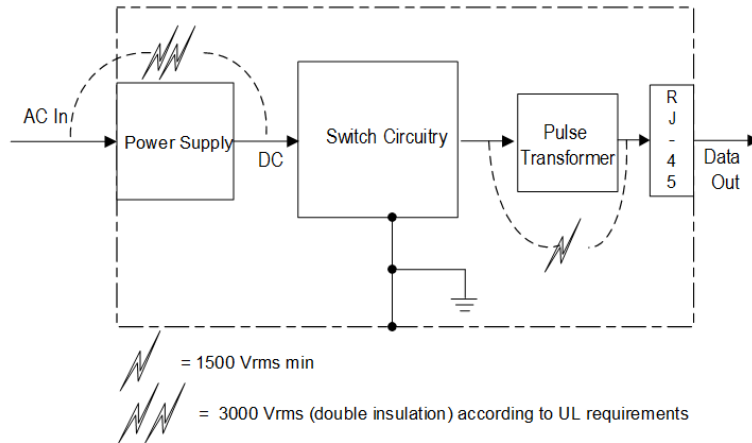 AC In
Power Supply
DC
Switch Circuitry
Pulse
Transformer
R
J
-
4
5
Data
Out
= 1500 Vrms min
= 3000 Vrms (double insulation) according to UL requirements